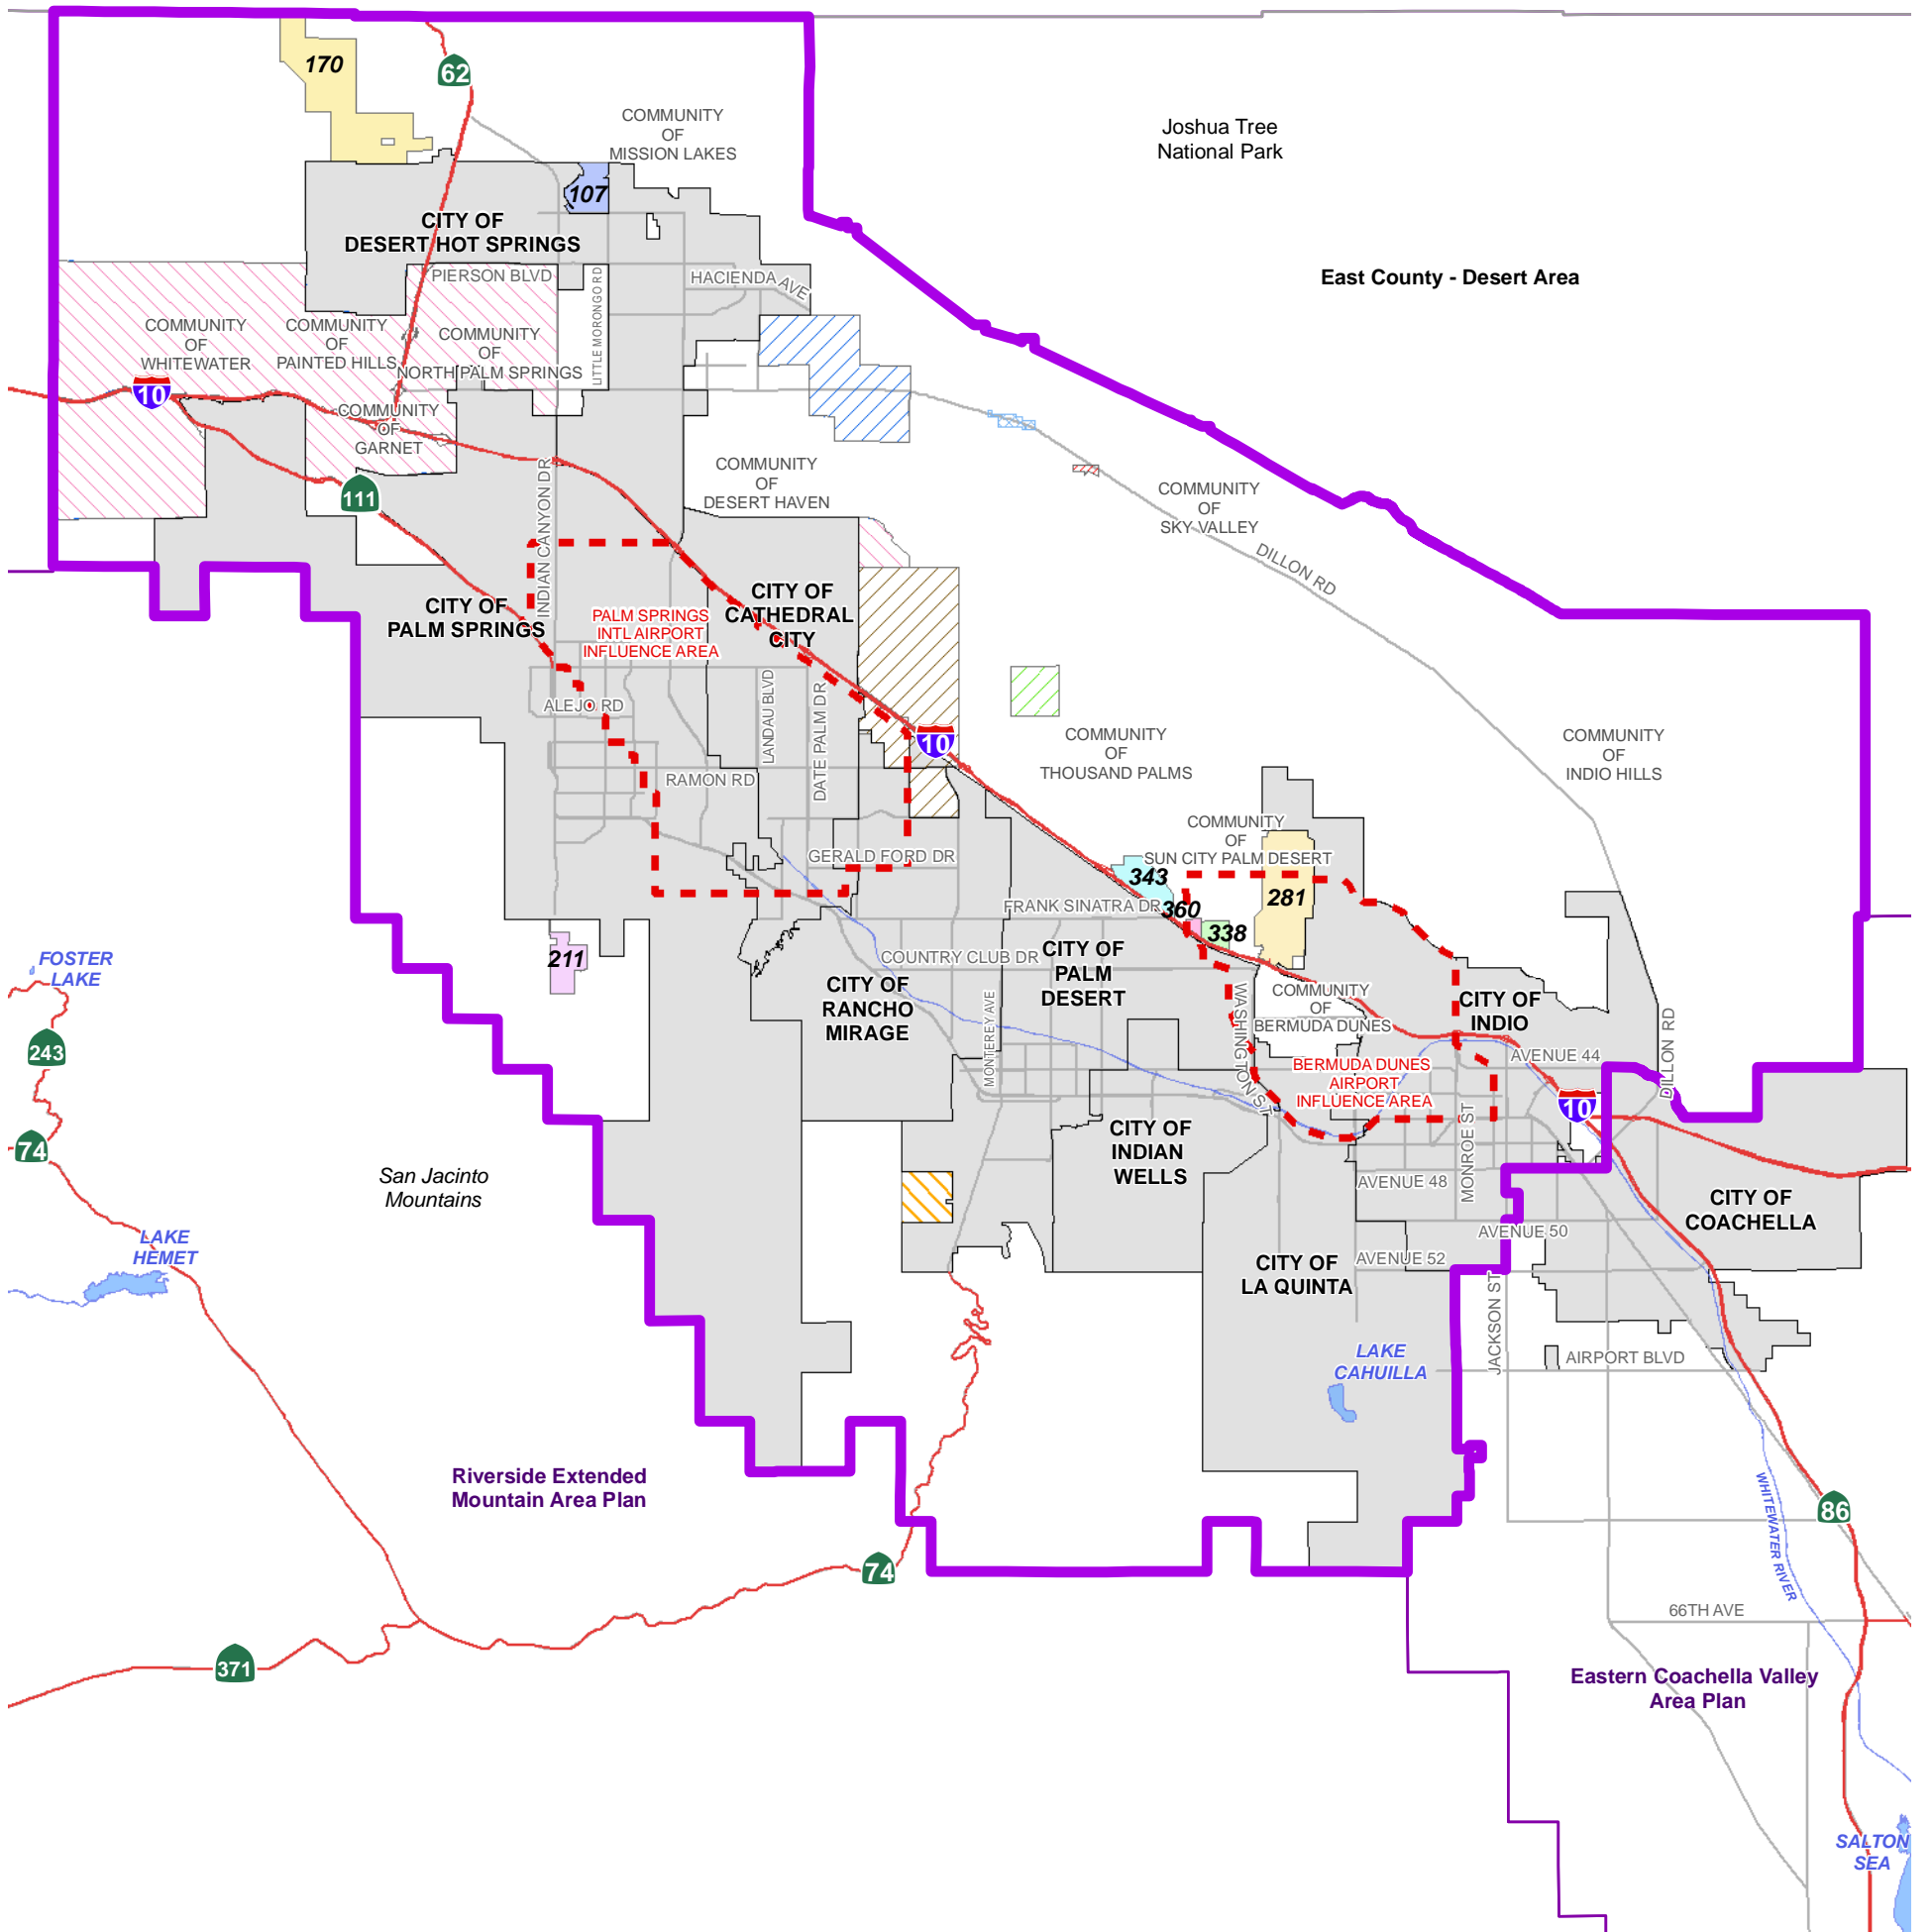 170
62
COMMUNITY
OF
MISSION LAKES
Joshua Tree
National Park
107
CITY OF
DESERT HOT SPRINGS
PIERSON BLVD
LITTLE MORONGO RD
HACIENDA AVE
East County - Desert Area
COMMUNITY
OF
WHITEWATER
COMMUNITY
OF
PAINTED HILLS
COMMUNITY
OF
NORTH PALM SPRINGS
10
COMMUNITY
OF
GARNET
111
INDIAN CANYON DR
COMMUNITY
OF
DESERT HAVEN
COMMUNITY
OF
SKY VALLEY
DILLON RD
CITY OF
PALM SPRINGS
PALM SPRINGS
INTL AIRPORT
INFLUENCE AREA
CITY OF
CATHEDRAL
CITY
ALEJO RD
LANDAU BLVD
DATE PALM DR
RAMON RD
10
COMMUNITY
OF
THOUSAND PALMS
COMMUNITY
OF
INDIO HILLS
COMMUNITY
OF
SUN CITY PALM DESERT
GERALD FORD DR
343
281
FRANK SINATRA DR
360
338
211
COUNTRY CLUB DR
CITY OF
PALM
DESERT
CITY OF
RANCHO
MIRAGE
MONTEREY AVE
WASHINGTON ST
COMMUNITY
OF
BERMUDA DUNES
CITY OF
INDIO
DILLON RD
FOSTER
LAKE
243
74
AVENUE 44
BERMUDA DUNES
AIRPORT
INFLUENCE AREA
10
CITY OF
INDIAN
WELLS
MONROE ST
San Jacinto
Mountains
AVENUE 48
CITY OF
COACHELLA
AVENUE 50
LAKE
HEMET
CITY OF
LA QUINTA
AVENUE 52
JACKSON ST
LAKE
CAHUILLA
AIRPORT BLVD
Riverside Extended
Mountain Area Plan
WHITEWATER RIVER
86
74
66TH AVE
371
Eastern Coachella Valley
Area Plan
SALTON
SEA